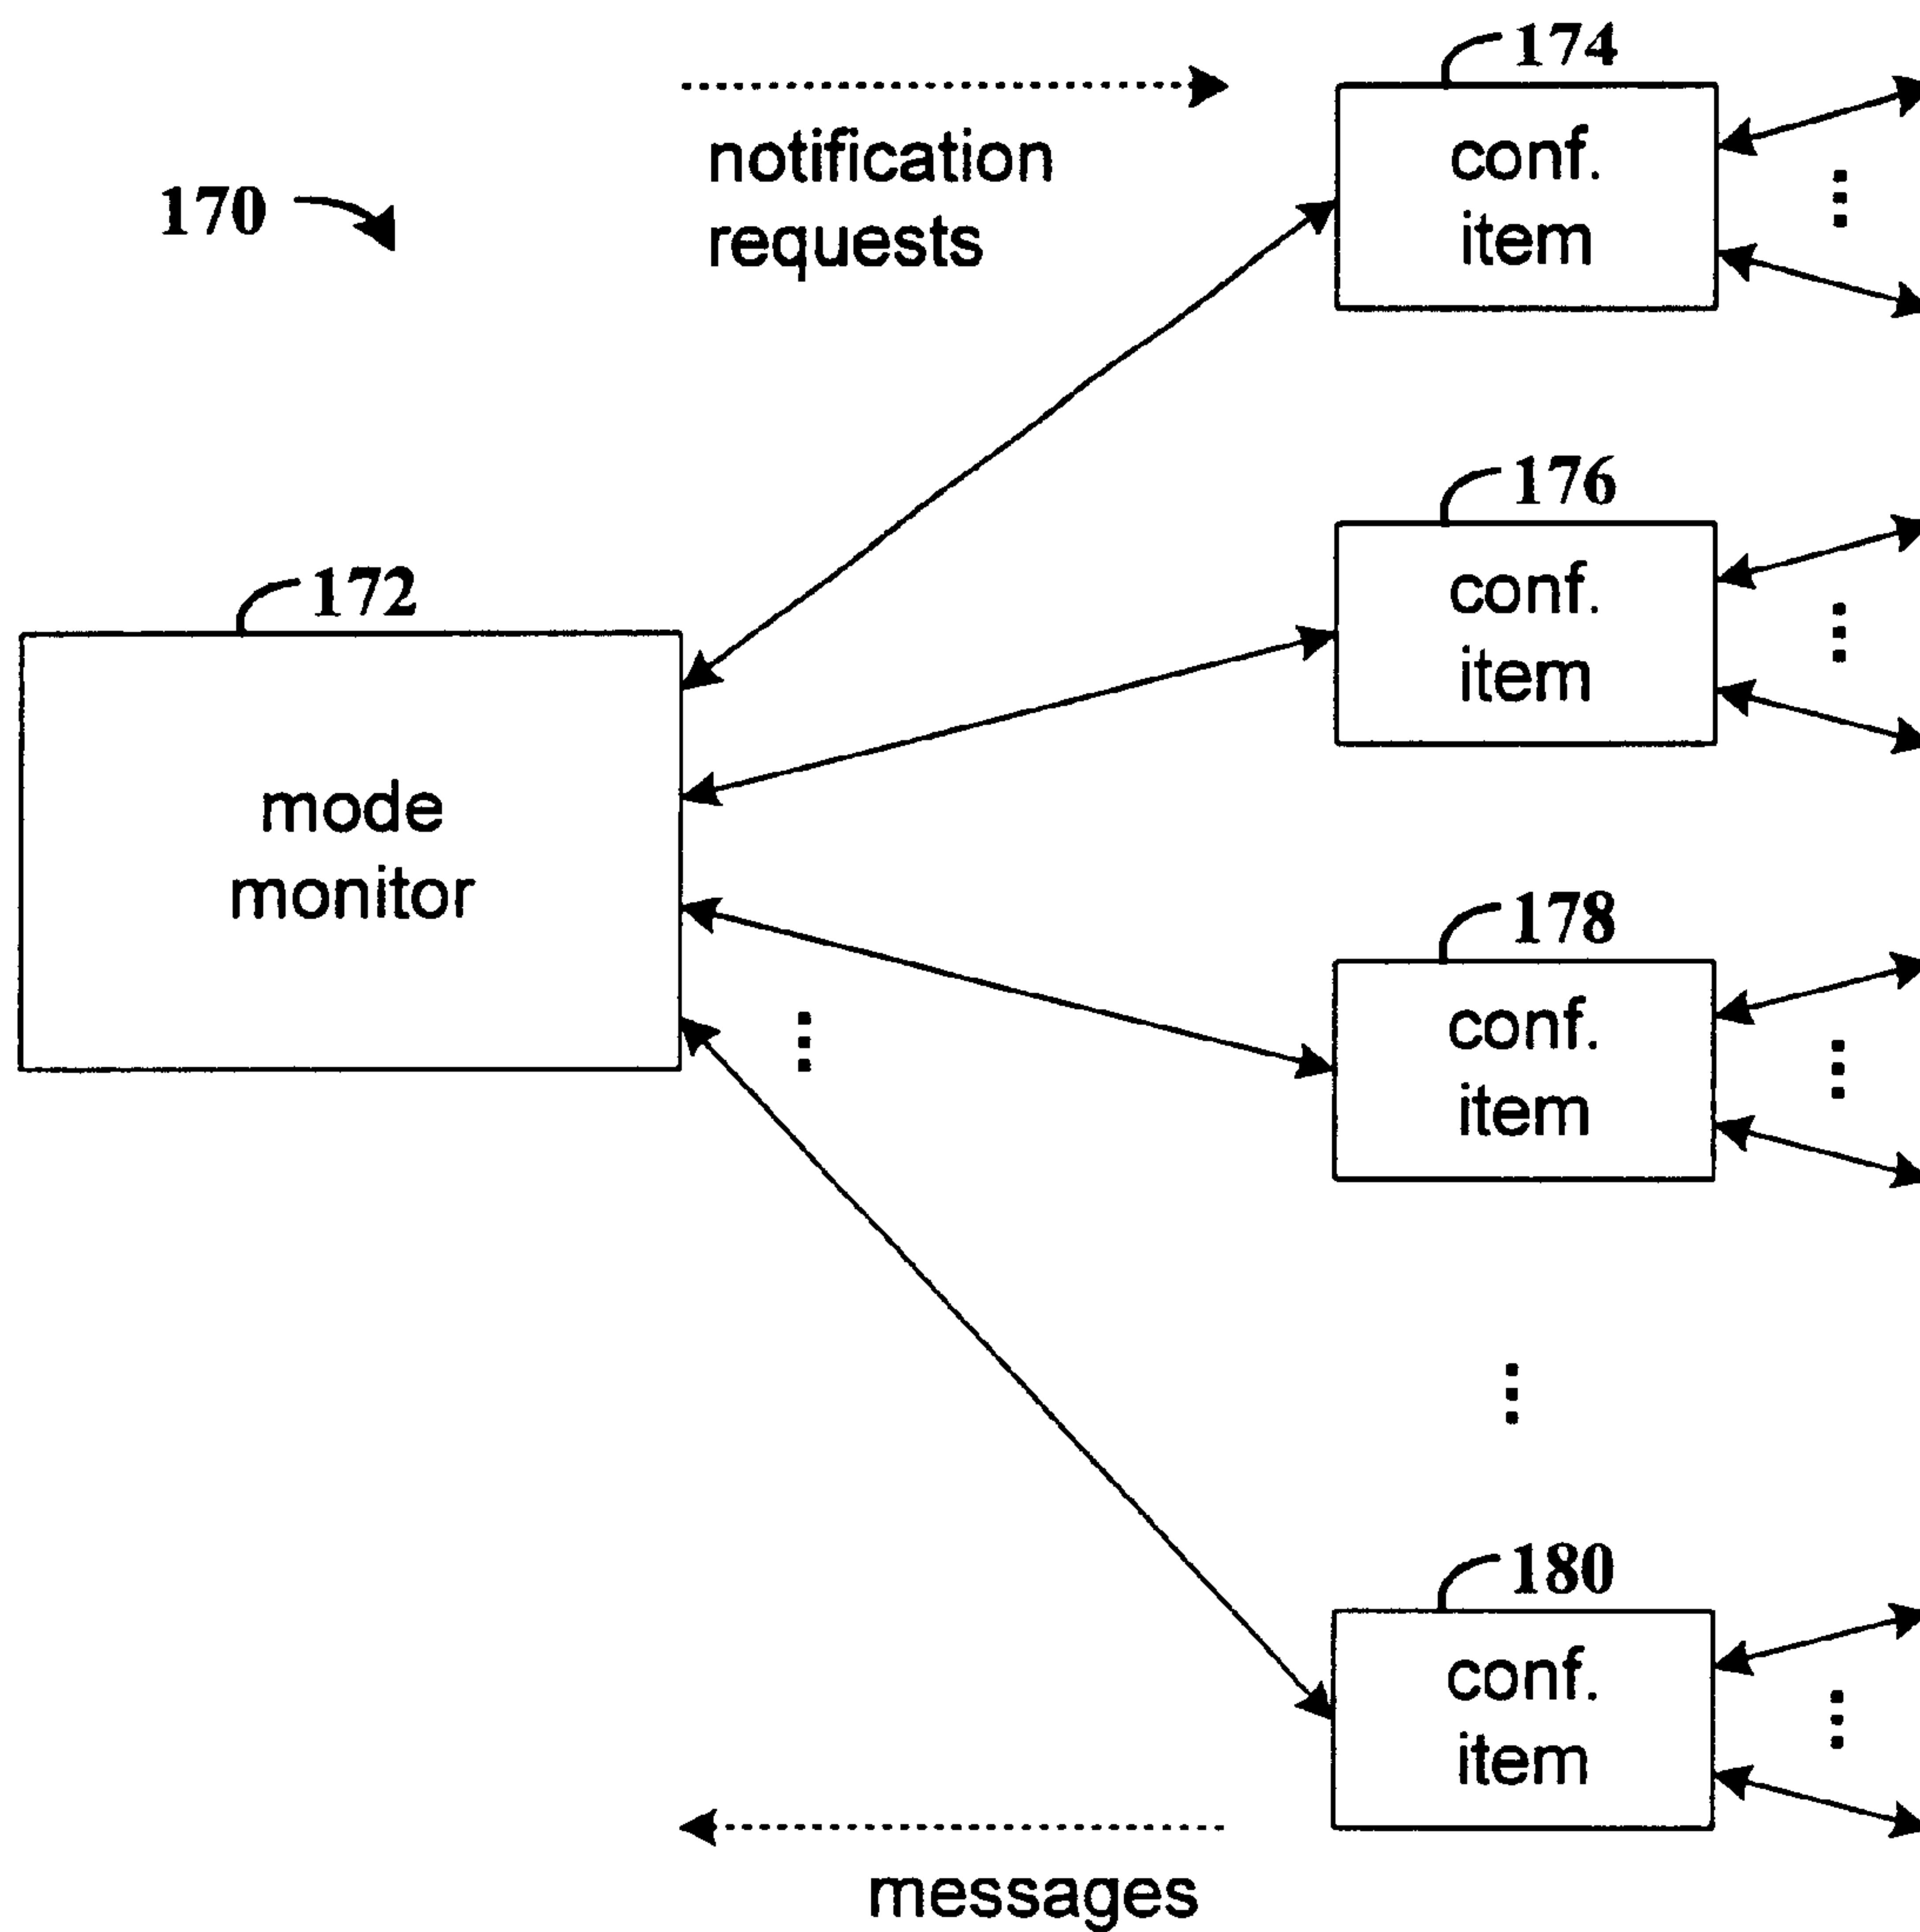 174
notification
requests
170
conf.
item
176
conf.
item
172
mode
monitor
178
conf.
item
180
conf.
item
messages